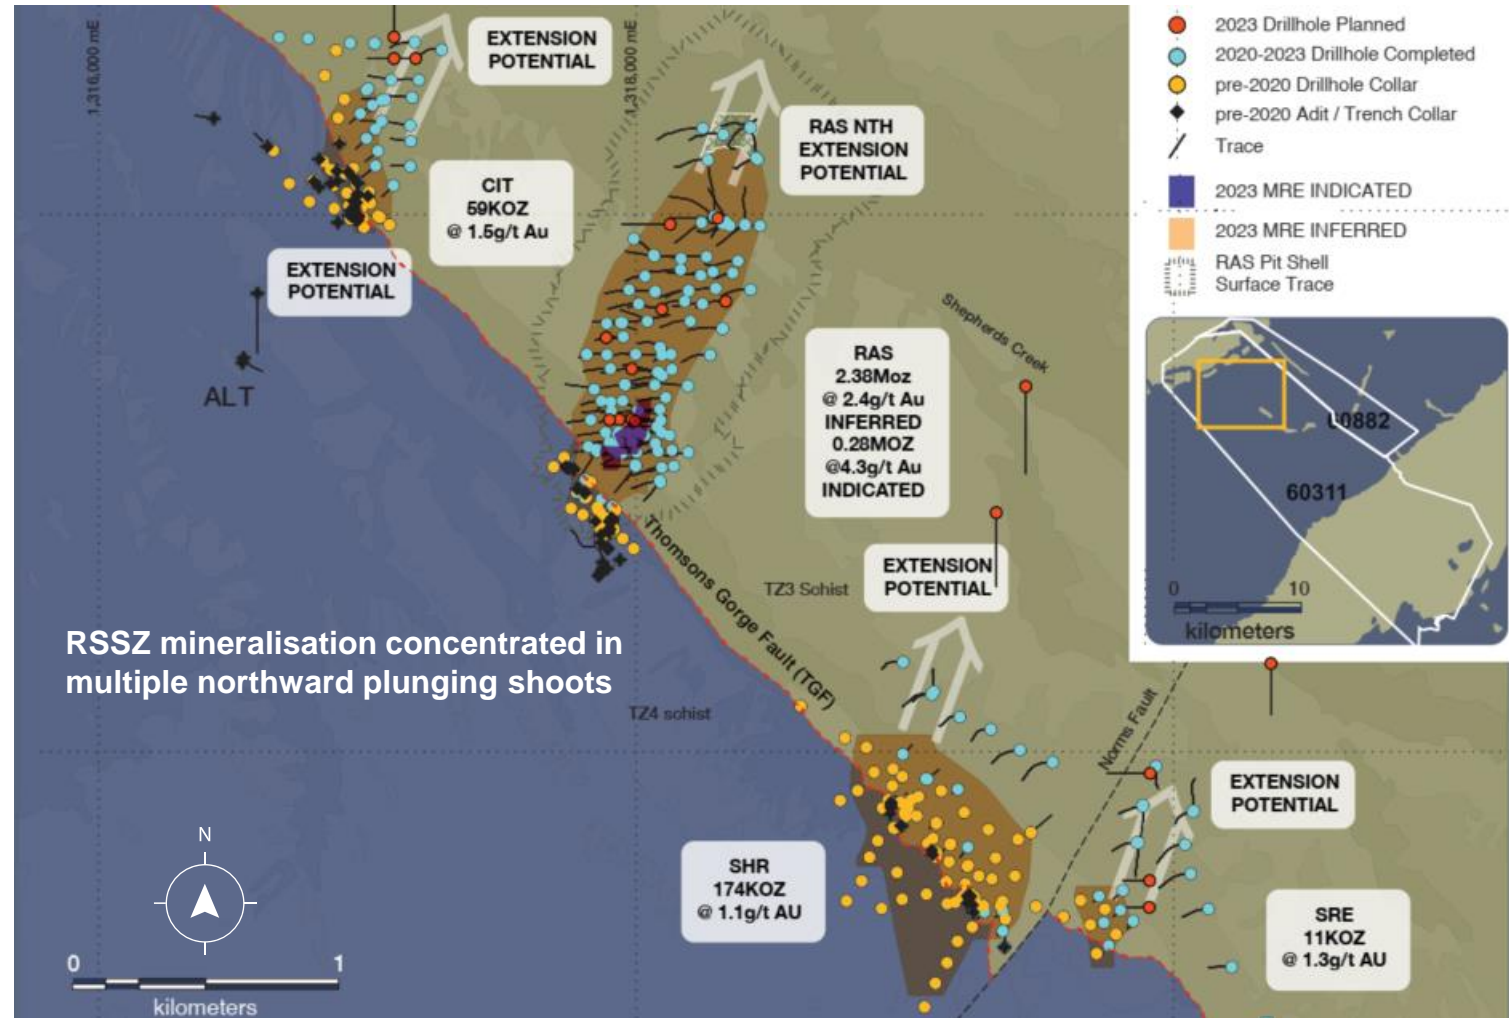 1,316,000 mE
EXTENSION
POTENTIAL
1,318,000 mE
2023 Drillhole Planned
2020-2023 Drillhole Completed
pre-2020 Drillhole Collar
pre-2020 Adit / Trench Collar
Trace
2023 MRE INDICATED
2023 MRE INFERRED
RAS Pit Shell
Surface Trace
RAS NTH
EXTENSION
POTENTIAL
CIT
59KOZ
@ 1.5g/t Au
EXTENSION
POTENTIAL
ALT
Shepherds Creek
RAS
2.38Moz
@ 2.4g/t Au
INFERRED
0.28MOZ
@4.3g/t Au
INDICATED
60882
60311
0 10
kilometers
EXTENSION
POTENTIAL
TZ3 Schist
Thomsons Gorge Fault (TGF)
RSSZ mineralisation concentrated in
multiple northward plunging shoots
TZ4 schist
Norms Fault
EXTENSION
POTENTIAL
N
SHR
174KOZ
@ 1.1g/t AU
SRE
11KOZ
@ 1.3g/t AU
0 1
kilometers